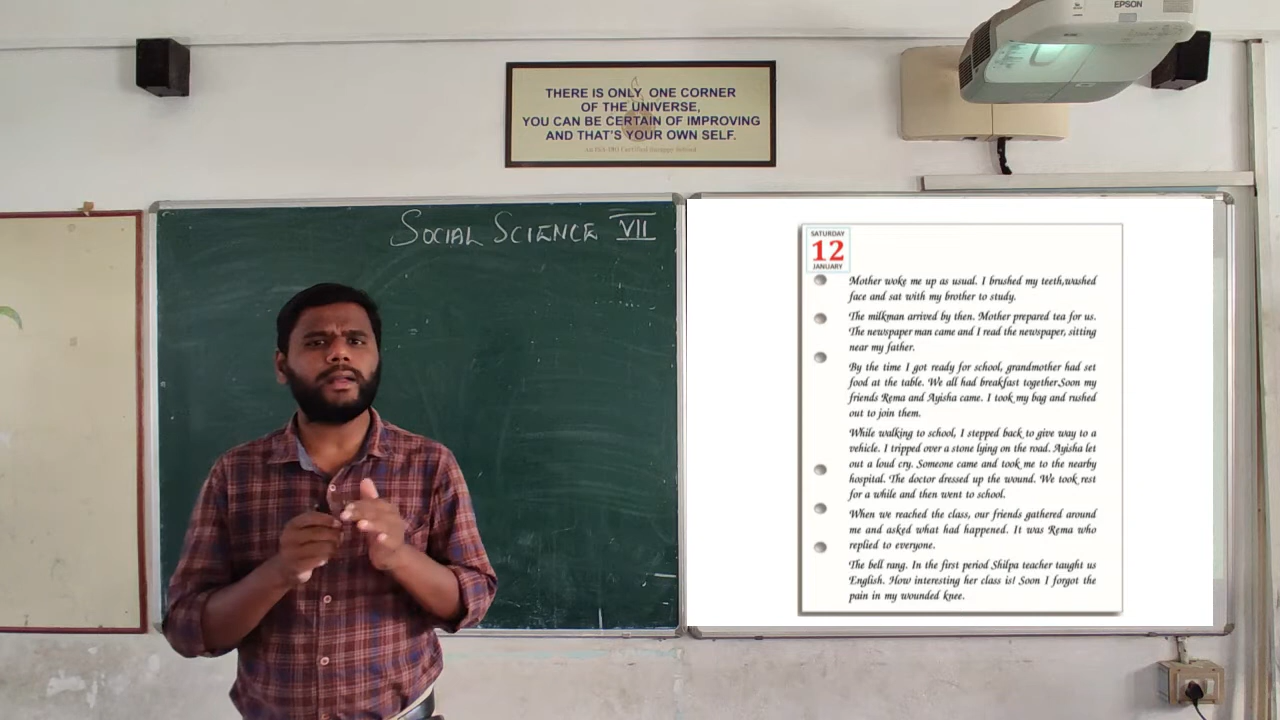 EPSON
THERE IS ONLY ONE CORNER
OF THE UNIVERSE,
YOU CAN BE CERTAIN OF IMPROVING
AND THAT'S YOUR OWN SELF.
SOCIAL SCIENCE VII
SATURDAY
12
JANUARY
Mother woke me up as usual. I brushed my teeth,washed
face and sat with my brother to study.
The milkman arrived by then. Mother prepared tea for us.
The newspaper man came and I read the newspaper, sitting
near my father.
By the time I got ready for school, grandmother had set
food at the table. We all had breakfast together.Soon my
friends Rema and Ayisha came. I took my bag and rushed
out to join them.
While walking to school, I stepped back to give way to a
vehicle. I tripped over a stone lying on the road. Ayisha let
out a loud cry. Someone came and took me to the nearby
hospital. The doctor dressed up the wound. We took rest
for a while and then went to school.
When we reached the class, our friends gathered around
me and asked what had happened. It was Rema who
replied to everyone.
The bell rang. In the first period Shilpa teacher taught us
English. How interesting her class is! Soon I forgot the
pain in my wounded knee.